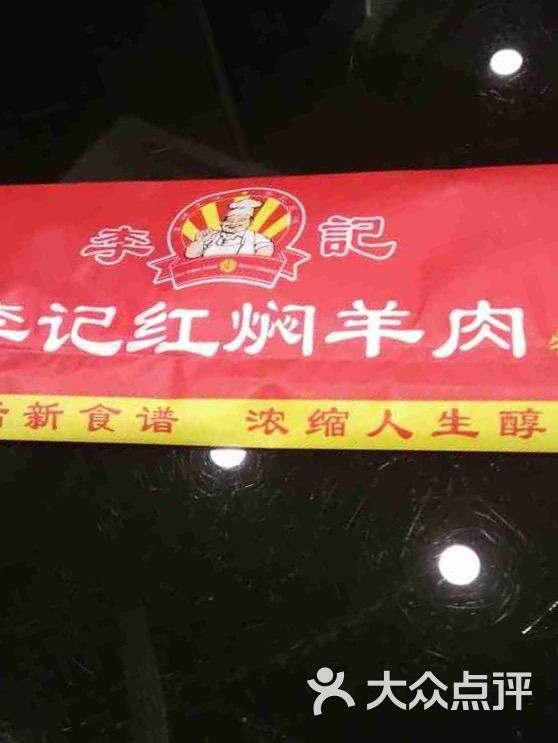 李 記
李记红焖羊肉
活新食谱 浓缩人生醇
大众点评